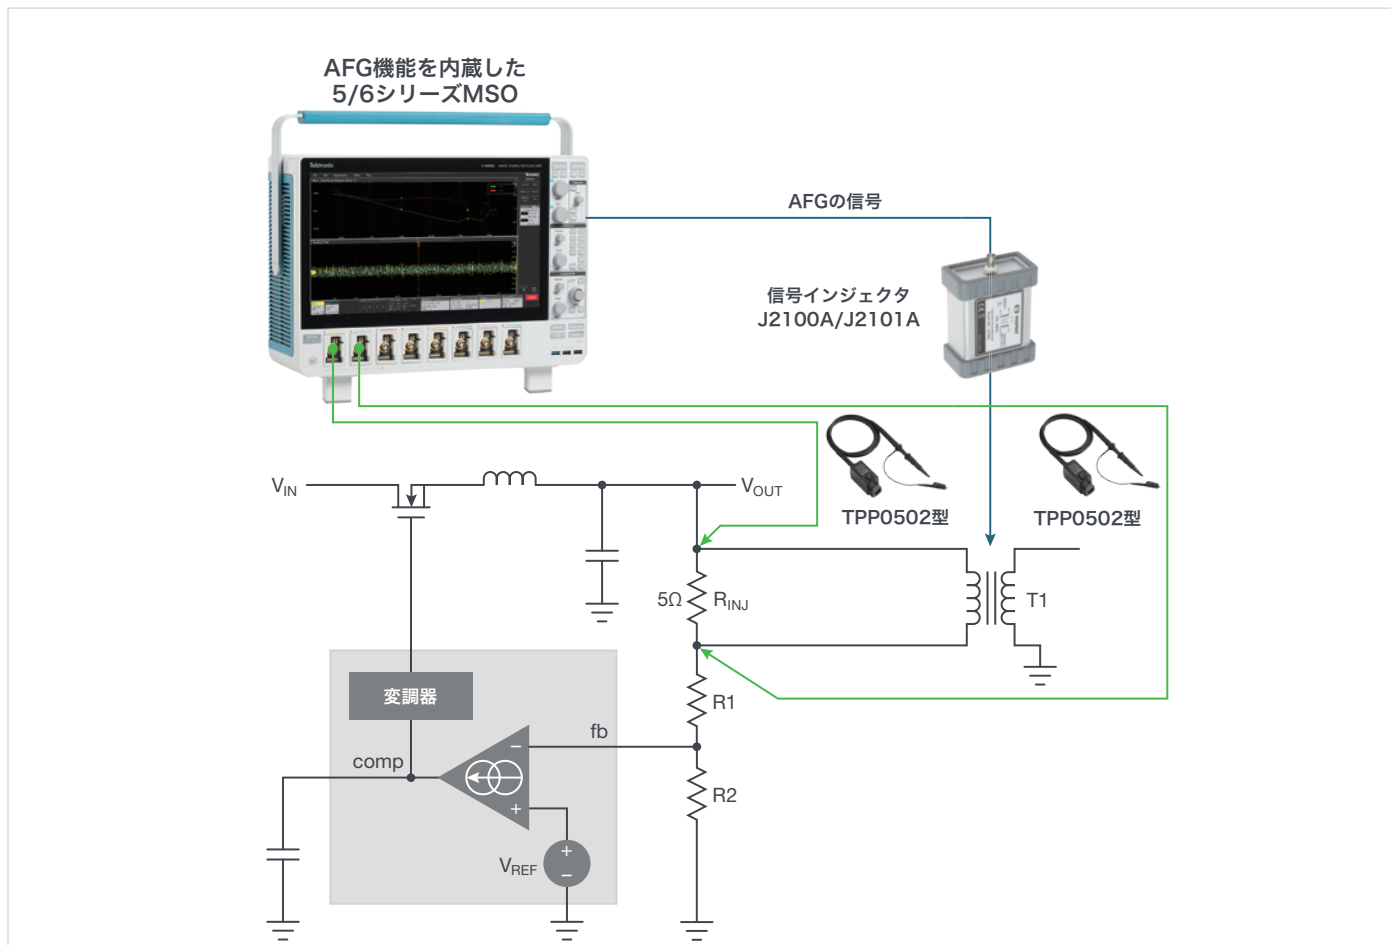 AFG機能を内蔵した
5/6シリーズMSO
Tektronix
AFGの信号
信号インジェクタ
J2100A/J2101A
TPP0502型
TPP0502型
VIN
VOUT
5Ω
RINJ
T1
変調器
R1
fb
comp
R2
−
+
VREF
+
−